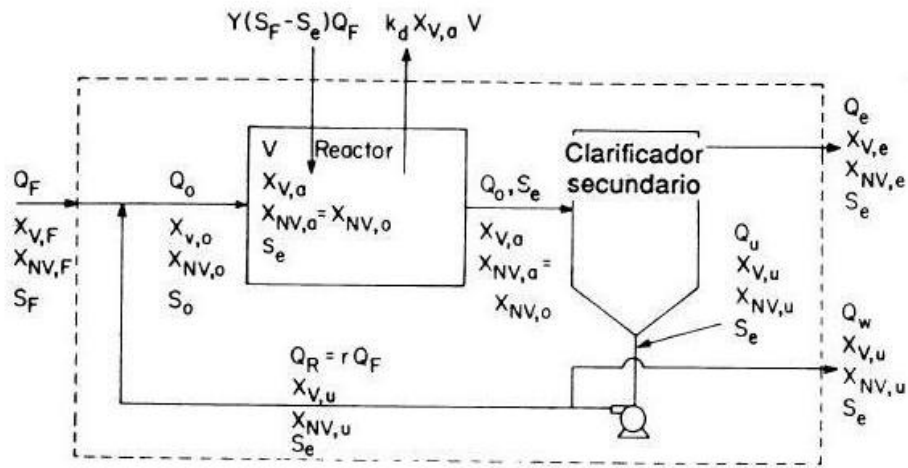 Y(S_F-S_e)Q_F
k_d X_V,a V
Q_F
X_V,F
X_NV,F
S_F
Q_o
X_v,o
X_NV,o
S_o
V Reactor
X_V,a
X_NV,a = X_NV,o
S_e
Q_o, S_e
X_V,a
X_NV,a =
X_NV,o
Clarificador
secundario
Q_e
X_V,e
X_NV,e
S_e
Q_u
X_V,u
X_NV,u
S_e
Q_w
X_V,u
X_NV,u
S_e
Q_R = r Q_F
X_V,u
X_NV,u
S_e